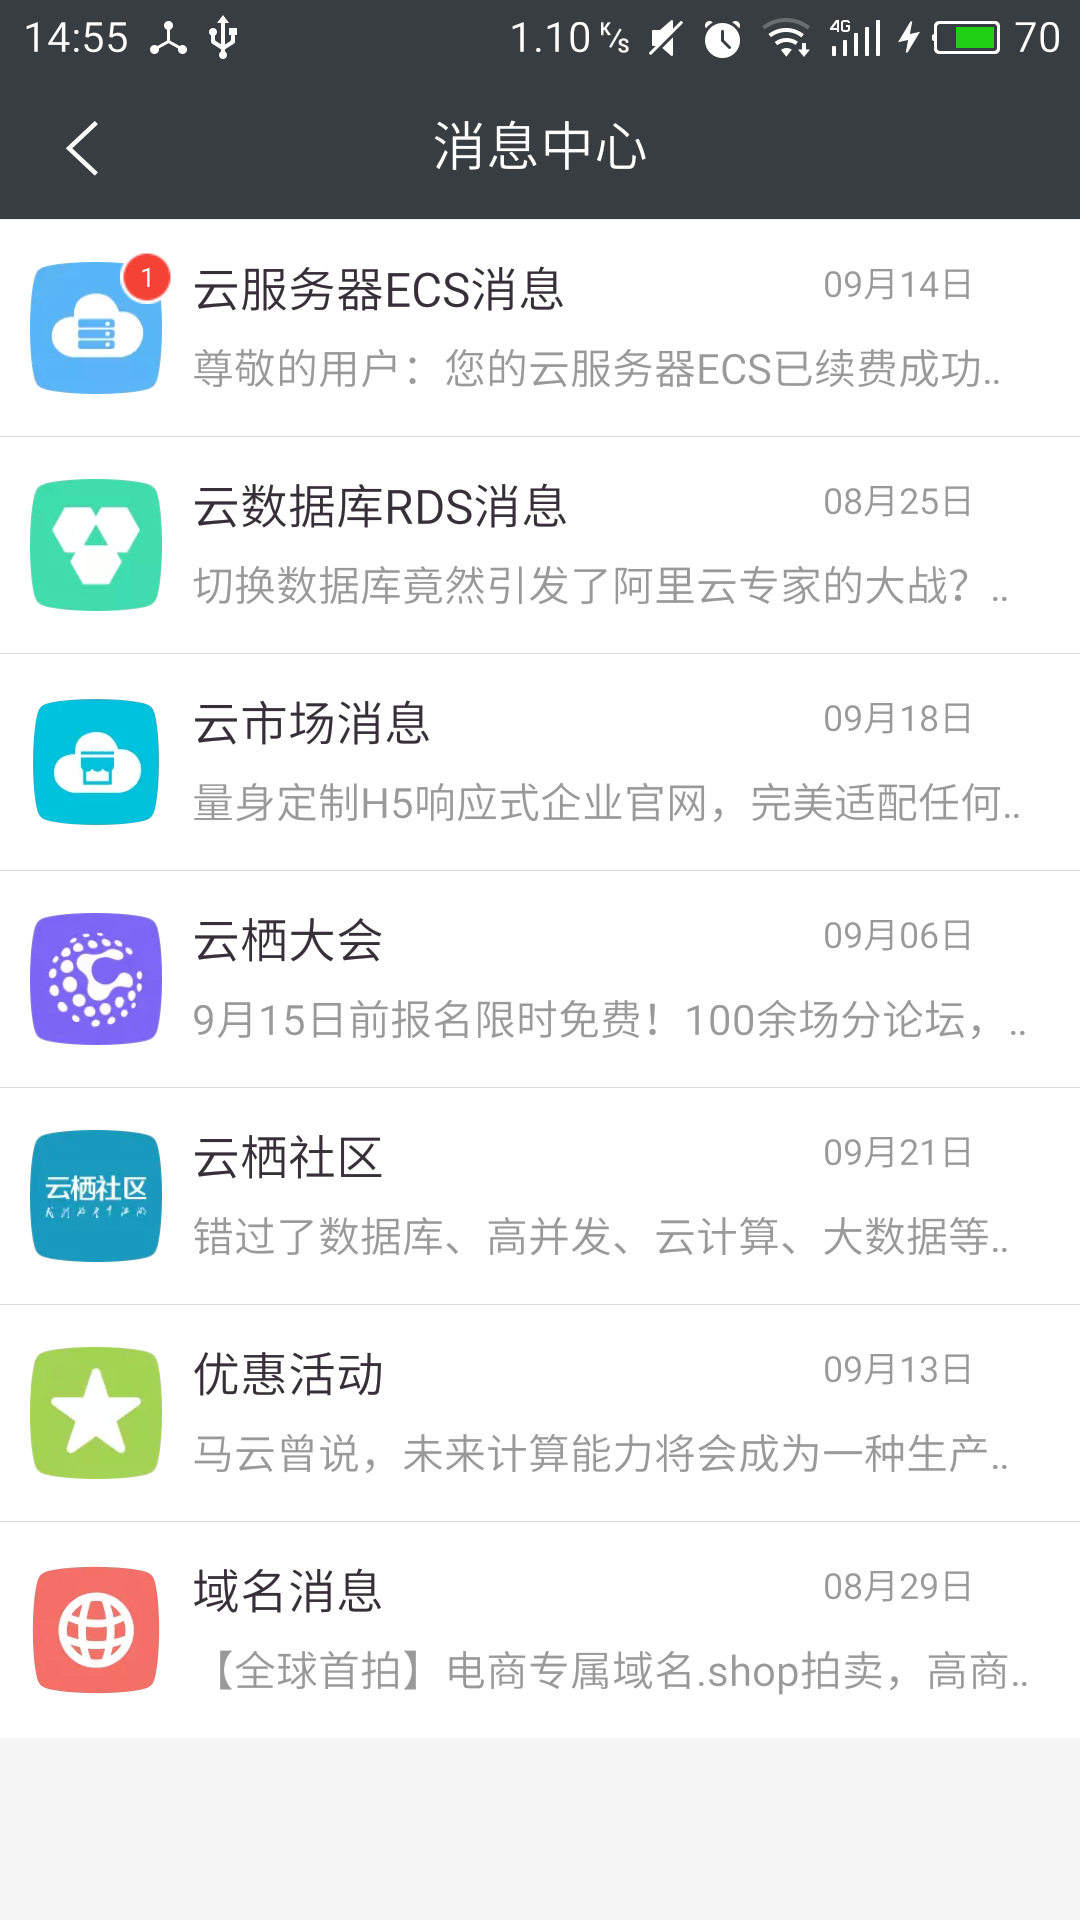 14:55 1.10 K/S 4G 70
消息中心
1
云服务器ECS消息 09月14日
尊敬的用户：您的云服务器ECS已续费成功..
云数据库RDS消息 08月25日
切换数据库竟然引发了阿里云专家的大战？..
云市场消息 09月18日
量身定制H5响应式企业官网，完美适配任何..
云栖大会 09月06日
9月15日前报名限时免费！100余场分论坛，..
云栖社区 云栖社区 09月21日
错过了数据库、高并发、云计算、大数据等..
优惠活动 09月13日
马云曾说，未来计算能力将会成为一种生产..
域名消息 08月29日
【全球首拍】电商专属域名.shop拍卖，高商..